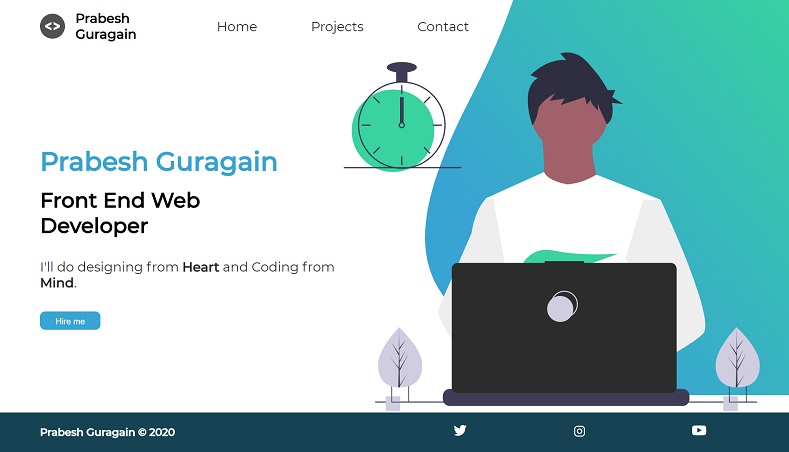 Prabesh
Guragain
Home Projects Contact
Prabesh Guragain
Front End Web
Developer
I'll do designing from Heart and Coding from
Mind.
Hire me
Prabesh Guragain © 2020